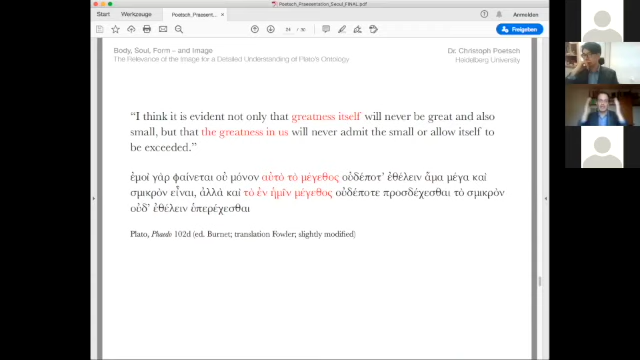 Poetsch_Praesentation_Seoul_FINAL.pdf
Start
Werkzeuge
Poetsch_Praesent...
Anmelden
24 / 30
Freigeben
Body, Soul, Form – and Image
The Relevance of the Image for a Detailed Understanding of Plato's Ontology
Dr. Christoph Poetsch
Heidelberg University
“I think it is evident not only that greatness itself will never be great and also
small, but that the greatness in us will never admit the small or allow itself to
be exceeded.”
ἐμοὶ γὰρ φαίνεται οὐ μόνον αὐτὸ τὸ μέγεθος οὐδέποτ’ ἐθέλειν ἅμα μέγα καὶ
σμικρὸν εἶναι, ἀλλὰ καὶ τὸ ἐν ἡμῖν μέγεθος οὐδέποτε προσδέχεσθαι τὸ σμικρὸν
οὐδ’ ἐθέλειν ὑπερέχεσθαι
Plato, Phaedo 102d (ed. Burnet; translation Fowler; slightly modified)